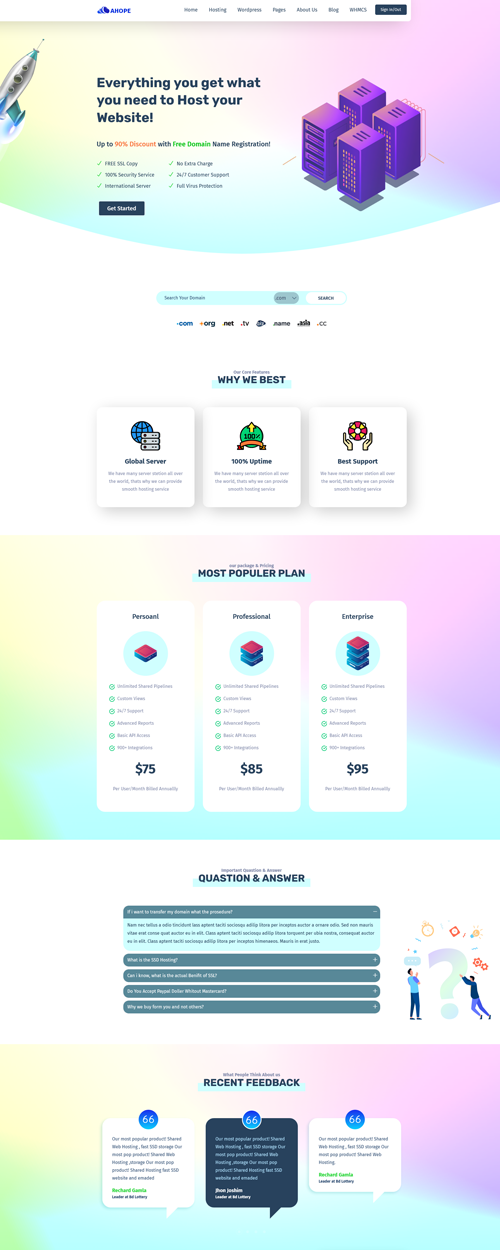 AHOPE
Home Hosting Wordpress Pages About Us Blog WHMCS Sign In/Out
Everything you get what
you need to Host your
Website!
Up to 90% Discount with Free Domain Name Registration!
FREE SSL Copy No Extra Charge
100% Security Service 24/7 Customer Support
International Server Full Virus Protection
Get Started
Search Your Domain .com SEARCH
.com .org .net .tv .name .asia .cc
Our Core Features
WHY WE BEST
Global Server
We have many server station all over
the world, thats why we can provide
smooth hosting service
100%
100% Uptime
We have many server station all over
the world, thats why we can provide
smooth hosting service
Best Support
We have many server station all over
the world, thats why we can provide
smooth hosting service
our package & Pricing
MOST POPULER PLAN
Persoanl
Unlimited Shared Pipelines
Custom Views
24/7 Support
Advanced Reports
Basic API Access
900+ Integrations
$75
Per User/Month Billed Annuallly
Professional
Unlimited Shared Pipelines
Custom Views
24/7 Support
Advanced Reports
Basic API Access
900+ Integrations
$85
Per User/Month Billed Annuallly
Enterprise
Unlimited Shared Pipelines
Custom Views
24/7 Support
Advanced Reports
Basic API Access
900+ Integrations
$95
Per User/Month Billed Annuallly
Important Question & Answer
QUASTION & ANSWER
If I want to transfer my domain what the procedure?
Nam nec tellus a odio tincidunt lass aptent taciti sociosqu adilip litora per inceptos auctor a ornare odio. Sed non mauris
vitae erat conse quat auctor eu in elit. Class aptent taciti sociosqu adilip litora torquent per obia nostra, consequat auctor
eu in elit. Class aptent taciti sociosqu adilip litora per inceptos himenaeos. Mauris in erat justo.
What is the SSD Hosting?
Can I know, what is the actual Benifit of SSL?
Do You Accept Paypal Doller Whitout Mastercard?
Why we buy form you and not others?
What People Think About us
RECENT FEEDBACK
Our most popular product! Shared
Web Hosting , fast SSD storage Our
most pop product! Shared Web
Hosting ,storage Our most pop
product! Shared Hosting fast SSD
website and emailed
Rechard Gamla
Leader at Bd Lottery
Our most popular product! Shared
Web Hosting , fast SSD storage Our
most pop product! Shared Web
Hosting ,storage Our most pop
product! Shared Hosting fast SSD
website and emaded
Jhon Joshim
Leader at Bd Lottery
Our most popular product! Shared
Web Hosting , fast SSD storage Our
most pop product! Shared Web
Hosting
Rechard Gamla
Leader at Bd Lottery